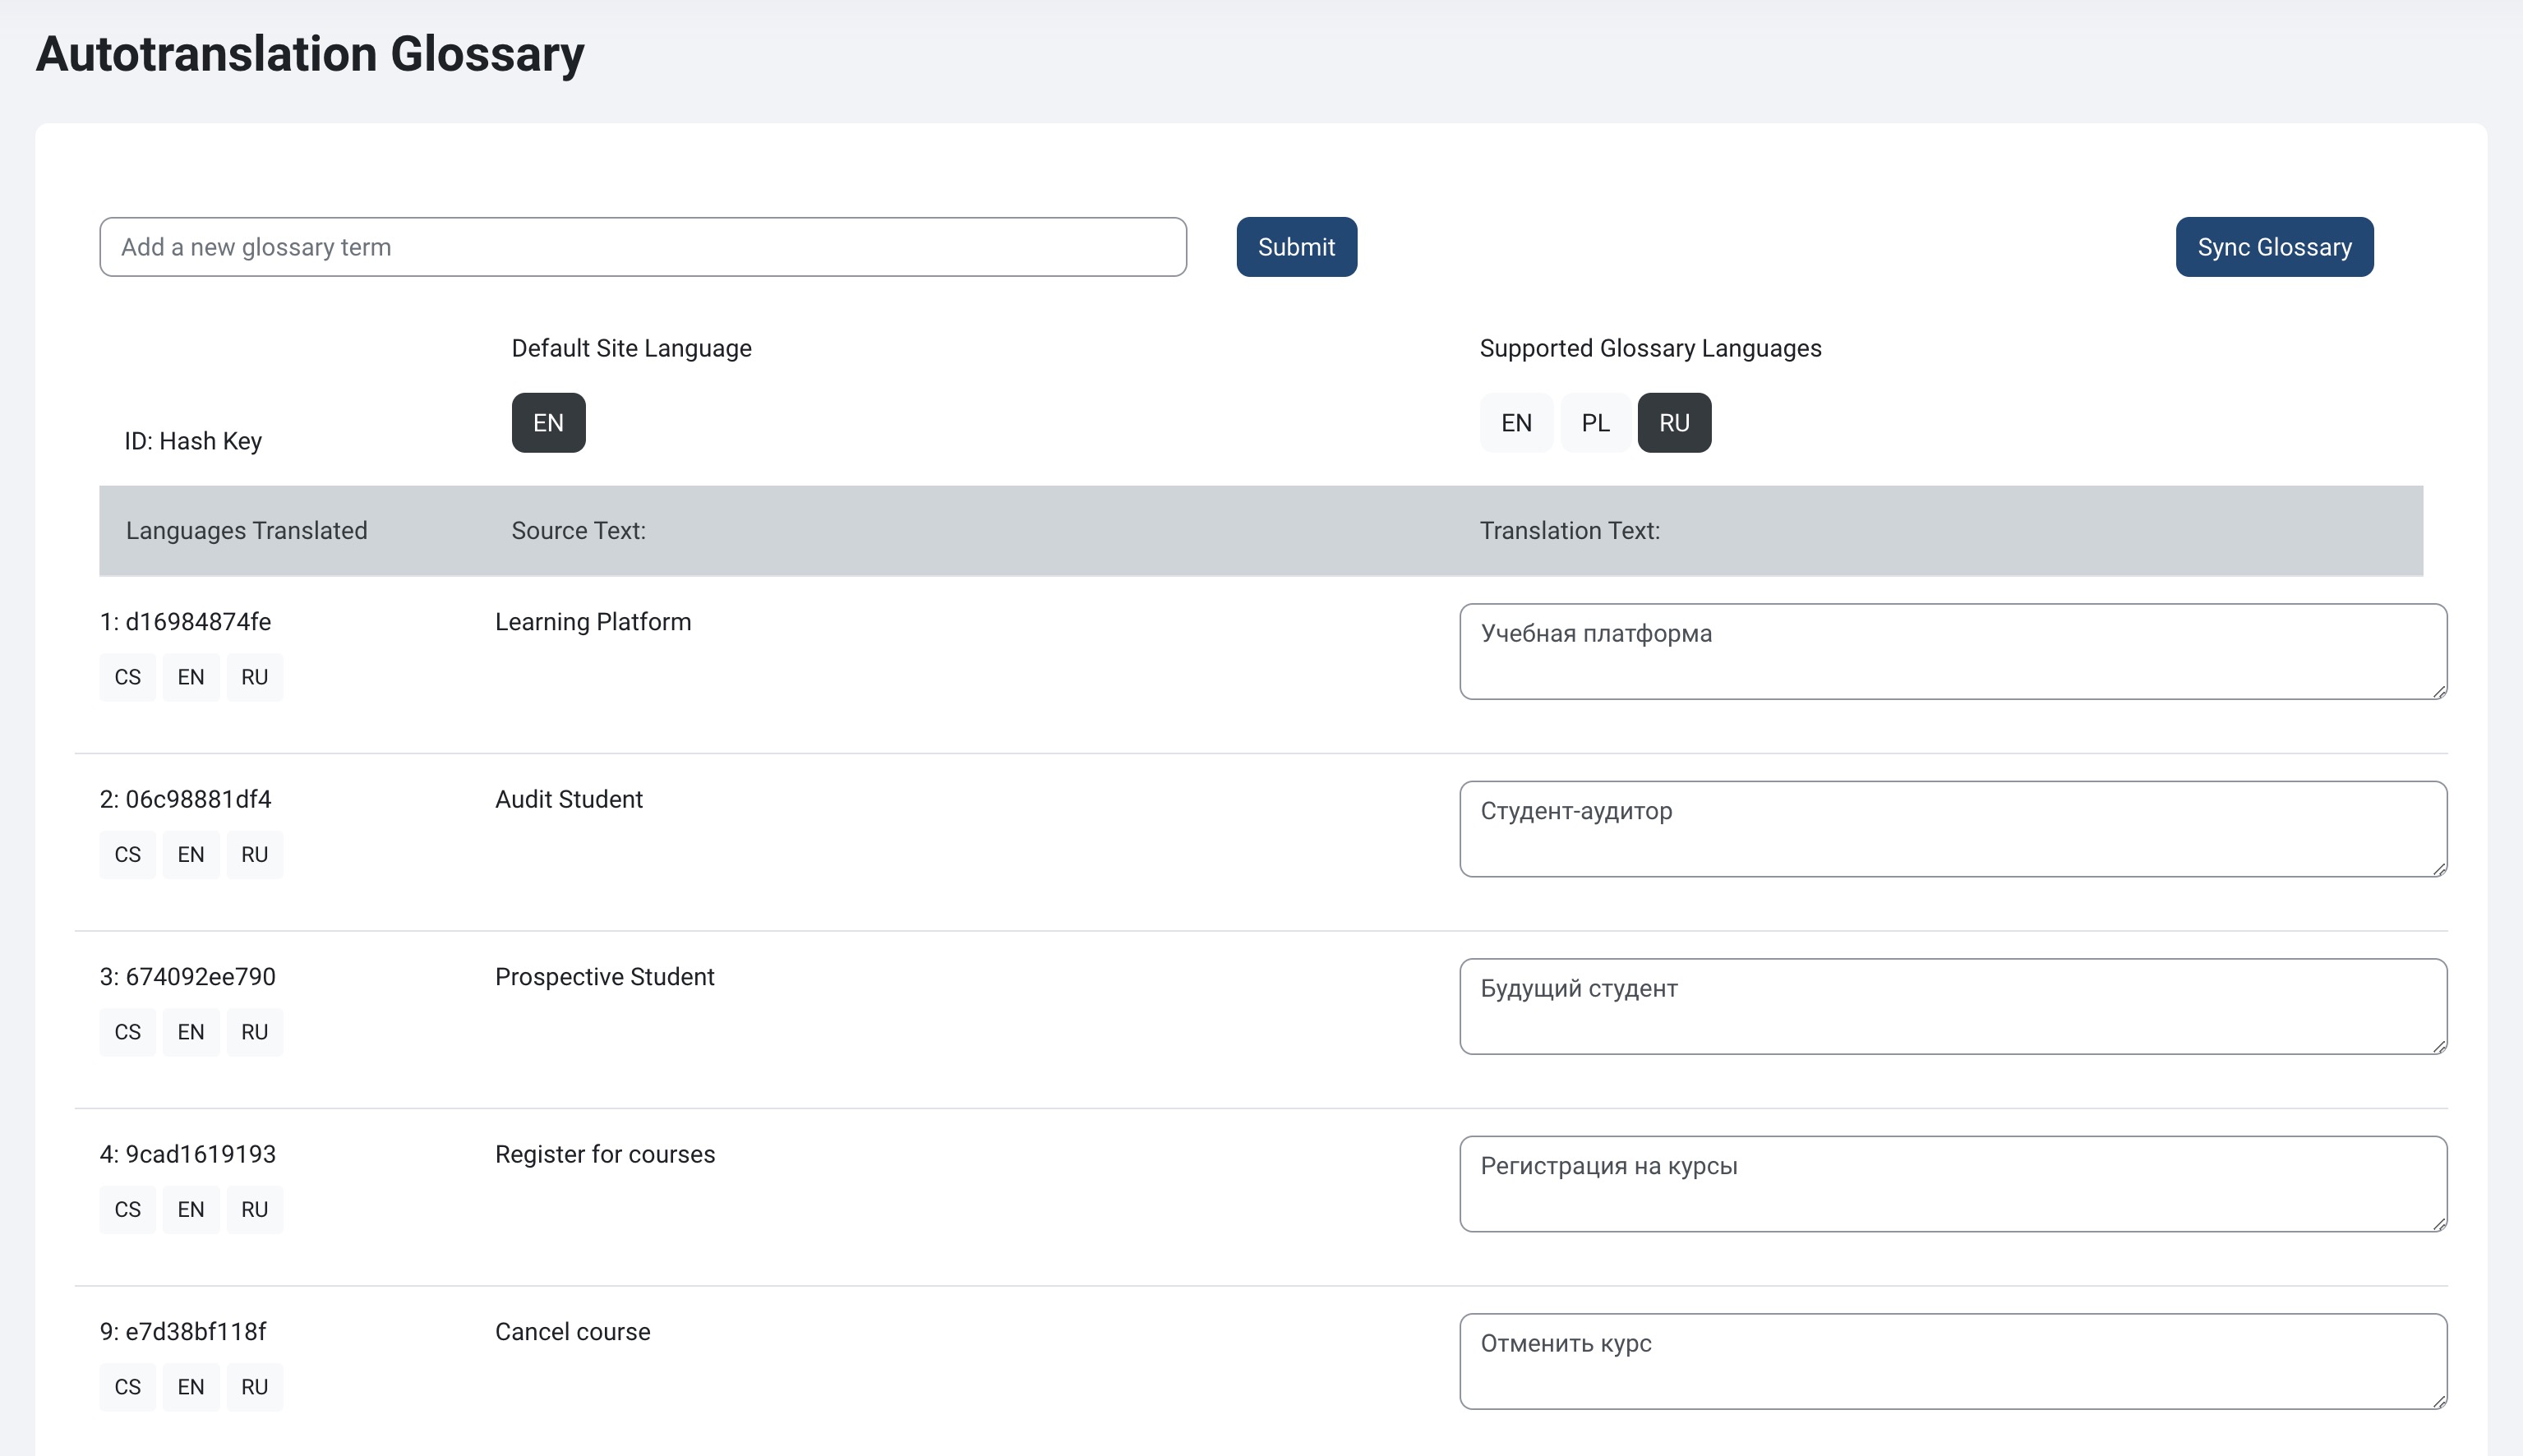 Autotranslation Glossary
Add a new glossary term
Submit
Sync Glossary
Default Site Language
Supported Glossary Languages
EN
EN PL RU
ID: Hash Key
Languages Translated Source Text: Translation Text:
1: d16984874fe Learning Platform Учебная платформа
CS EN RU
2: 06c98881df4 Audit Student Студент-аудитор
CS EN RU
3: 674092ee790 Prospective Student Будущий студент
CS EN RU
4: 9cad1619193 Register for courses Регистрация на курсы
CS EN RU
9: e7d38bf118f Cancel course Отменить курс
CS EN RU